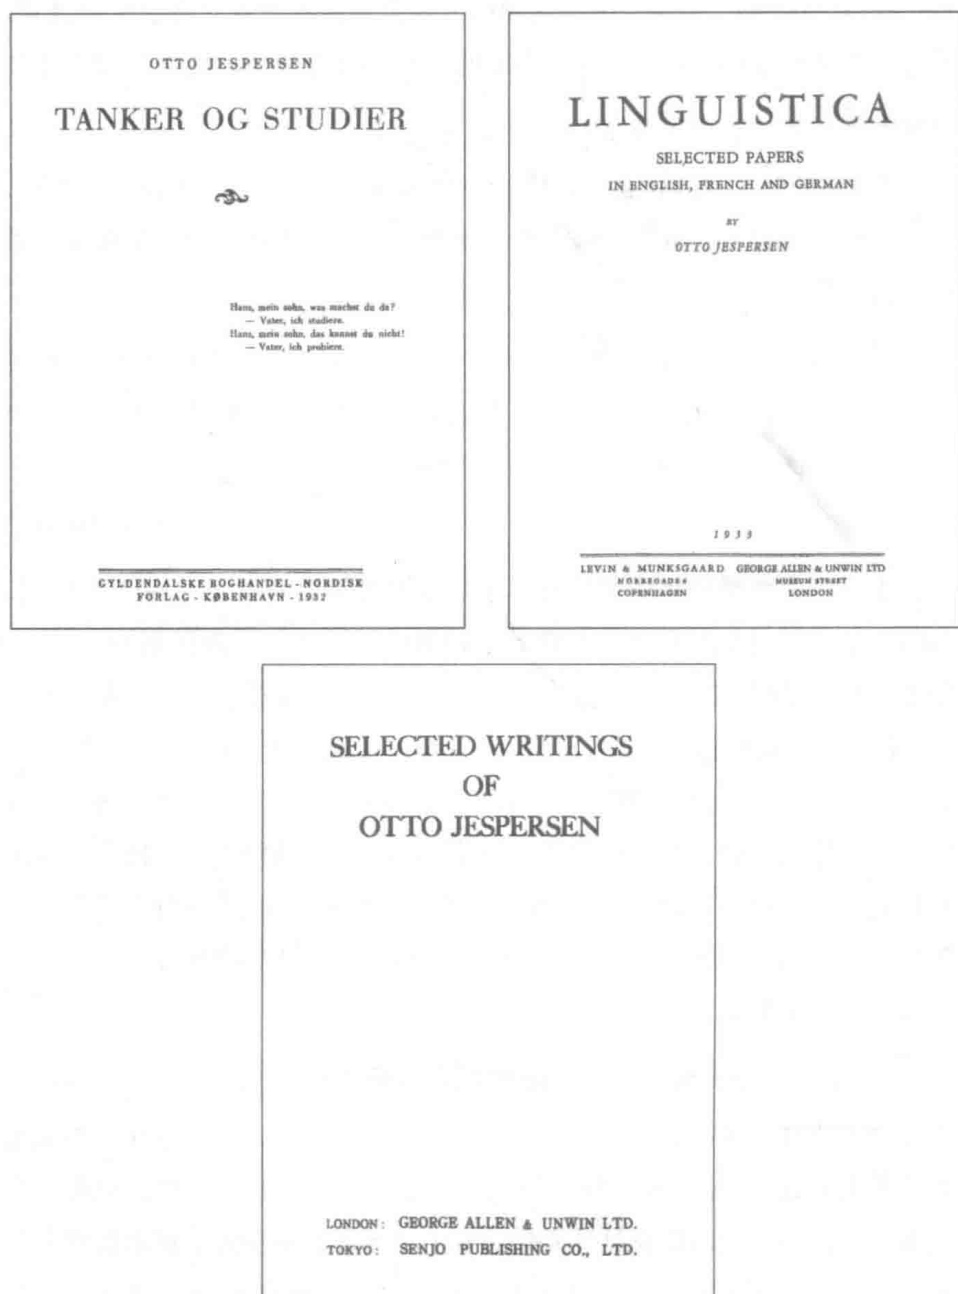 OTTO JESPERSEN
TANKER OG STUDIER
Hans, mein sohn, was machst du da?
— Vater, ich studiere.
Hans, mein sohn, das kannst du nicht!
— Vater, ich probiere.
GYLDENDALSKE BOGHANDEL - NORDISK
FORLAG - KØBENHAVN - 1932
LINGUISTICA
SELECTED PAPERS
IN ENGLISH, FRENCH AND GERMAN
BY
OTTO JESPERSEN
1933
LEVIN & MUNKSGAARD
NØRREGADE 6
COPENHAGEN
GEORGE ALLEN & UNWIN LTD
MUSEUM STREET
LONDON
SELECTED WRITINGS
OF
OTTO JESPERSEN
LONDON: GEORGE ALLEN & UNWIN LTD.
TOKYO: SENJO PUBLISHING CO., LTD.